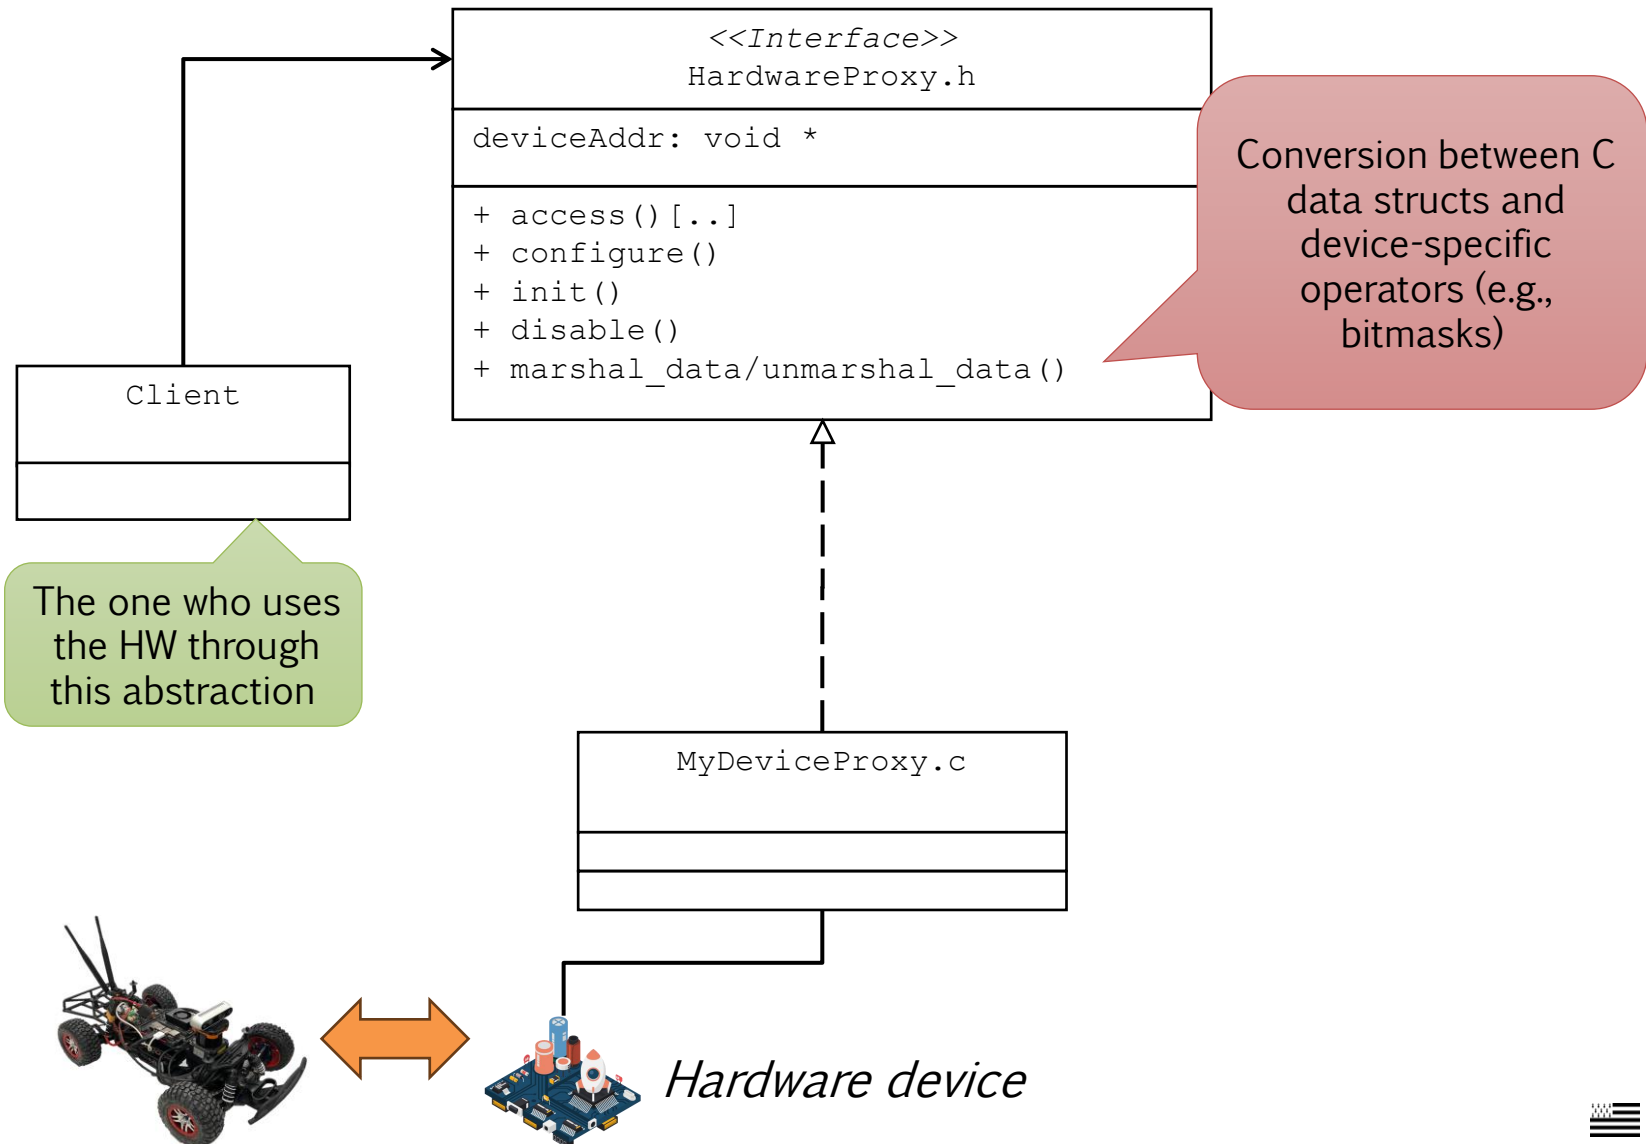 <<Interface>>
HardwareProxy.h
deviceAddr: void *
+ access()[..]
+ configure()
+ init()
+ disable()
+ marshal_data/unmarshal_data()
Conversion between C
data structs and
device-specific
operators (e.g.,
bitmasks)
Client
The one who uses
the HW through
this abstraction
MyDeviceProxy.c
Hardware device